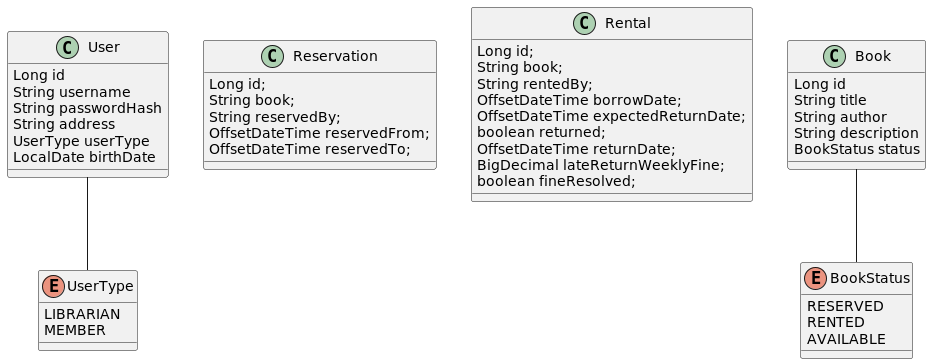 C User
Long id
String username
String passwordHash
String address
UserType userType
LocalDate birthDate
C Reservation
Long id;
String book;
String reservedBy;
OffsetDateTime reservedFrom;
OffsetDateTime reservedTo;
C Rental
Long id;
String book;
String rentedBy;
OffsetDateTime borrowDate;
OffsetDateTime expectedReturnDate;
boolean returned;
OffsetDateTime returnDate;
BigDecimal lateReturnWeeklyFine;
boolean fineResolved;
C Book
Long id
String title
String author
String description
BookStatus status
E UserType
LIBRARIAN
MEMBER
E BookStatus
RESERVED
RENTED
AVAILABLE